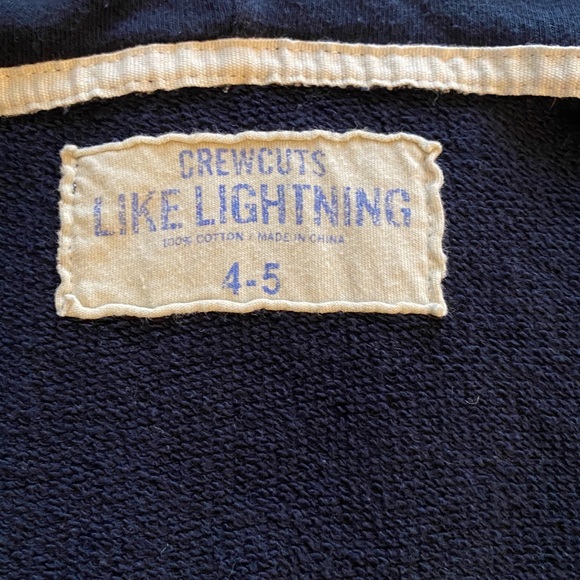 CREWCUTS
LIKE LIGHTNING
100% COTTON / MADE IN CHINA
4-5